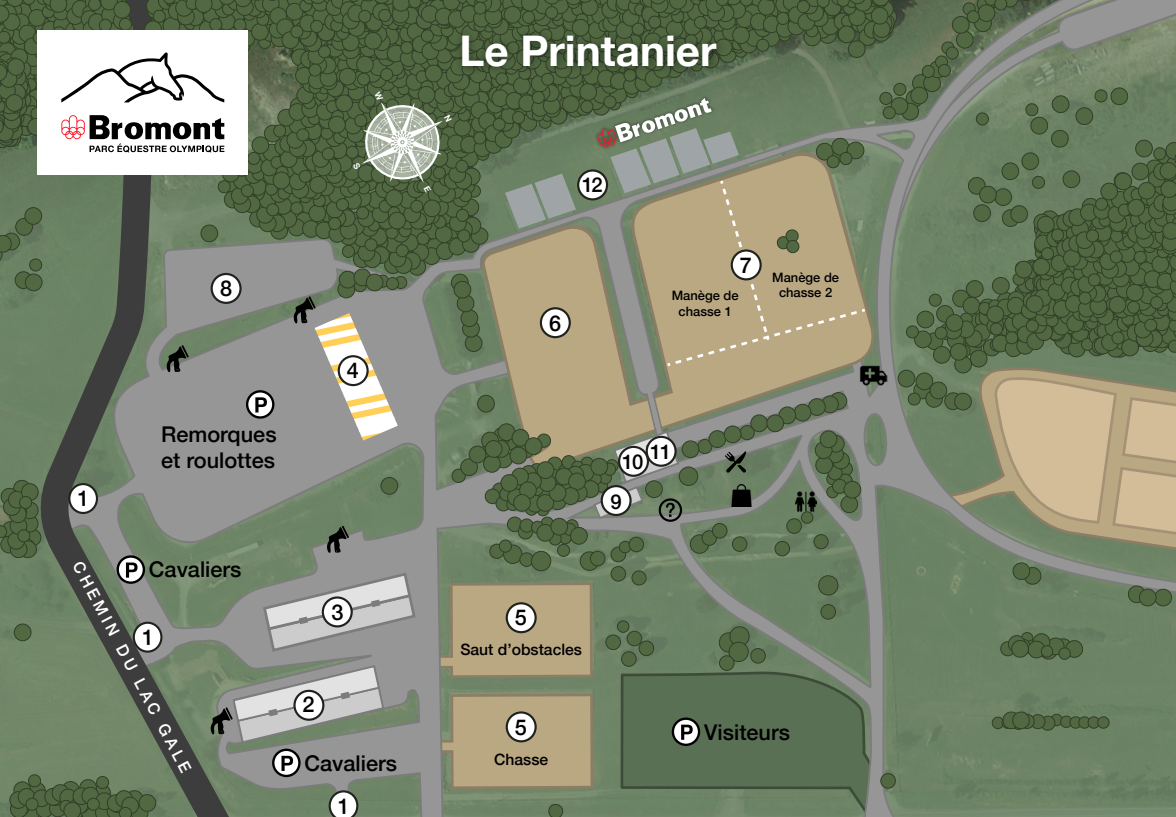 Le Printanier
Bromont
PARC ÉQUESTRE OLYMPIQUE
W
N
S
E
Bromont
12
8
7
Manège de
chasse 2
Manège de
chasse 1
6
4
P
Remorques
et roulottes
11
10
9
?
1
P Cavaliers
CHEMIN DU LAC GALE
3
1
5
Saut d'obstacles
2
5
Chasse
P Visiteurs
P Cavaliers
1